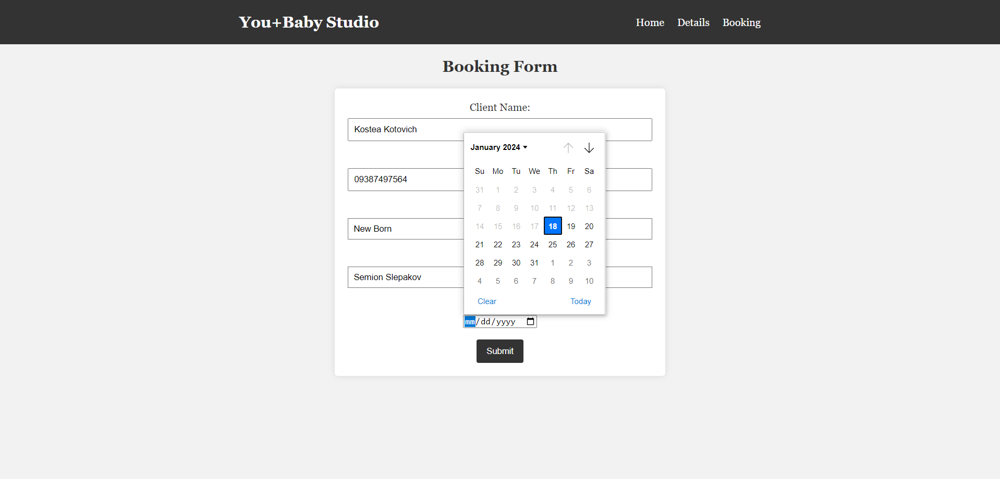 You+Baby Studio
Home Details Booking
Booking Form
Client Name:
Kostea Kotovich
January 2024
Su Mo Tu We Th Fr Sa
09387497564
31 1 2 3 4 5 6
7 8 9 10 11 12 13
14 15 16 17 18 19 20
New Born
21 22 23 24 25 26 27
28 29 30 31 1 2 3
Semion Slepakov
4 5 6 7 8 9 10
Clear Today
mm/dd/yyyy
Submit